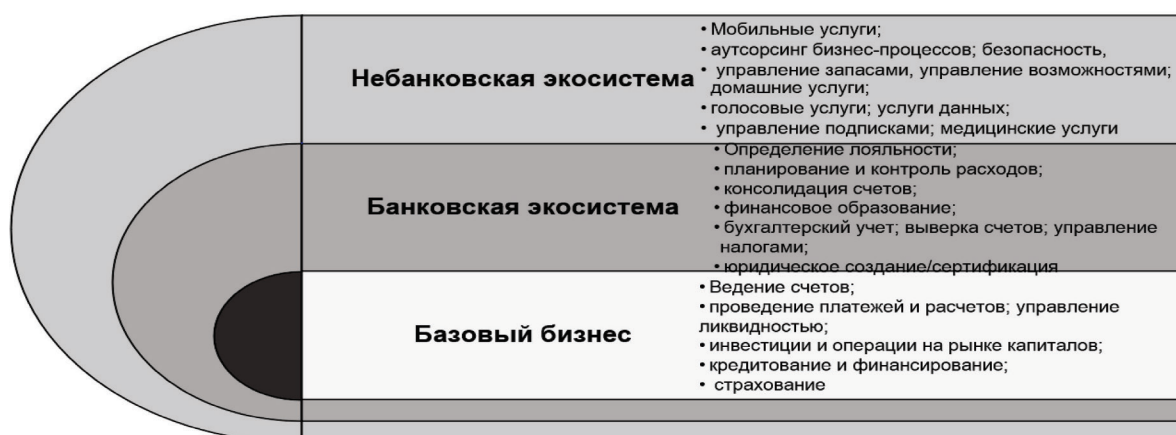 Небанковская экосистема
• Мобильные услуги;
• аутсорсинг бизнес-процессов; безопасность,
• управление запасами, управление возможностями;
домашние услуги;
• голосовые услуги; услуги данных;
• управление подписками; медицинские услуги
Банковская экосистема
• Определение лояльности;
• планирование и контроль расходов;
• консолидация счетов;
• финансовое образование;
• бухгалтерский учет; выверка счетов; управление
налогами;
• юридическое создание/сертификация
Базовый бизнес
• Ведение счетов;
• проведение платежей и расчетов; управление
ликвидностью;
• инвестиции и операции на рынке капиталов;
• кредитование и финансирование;
• страхование